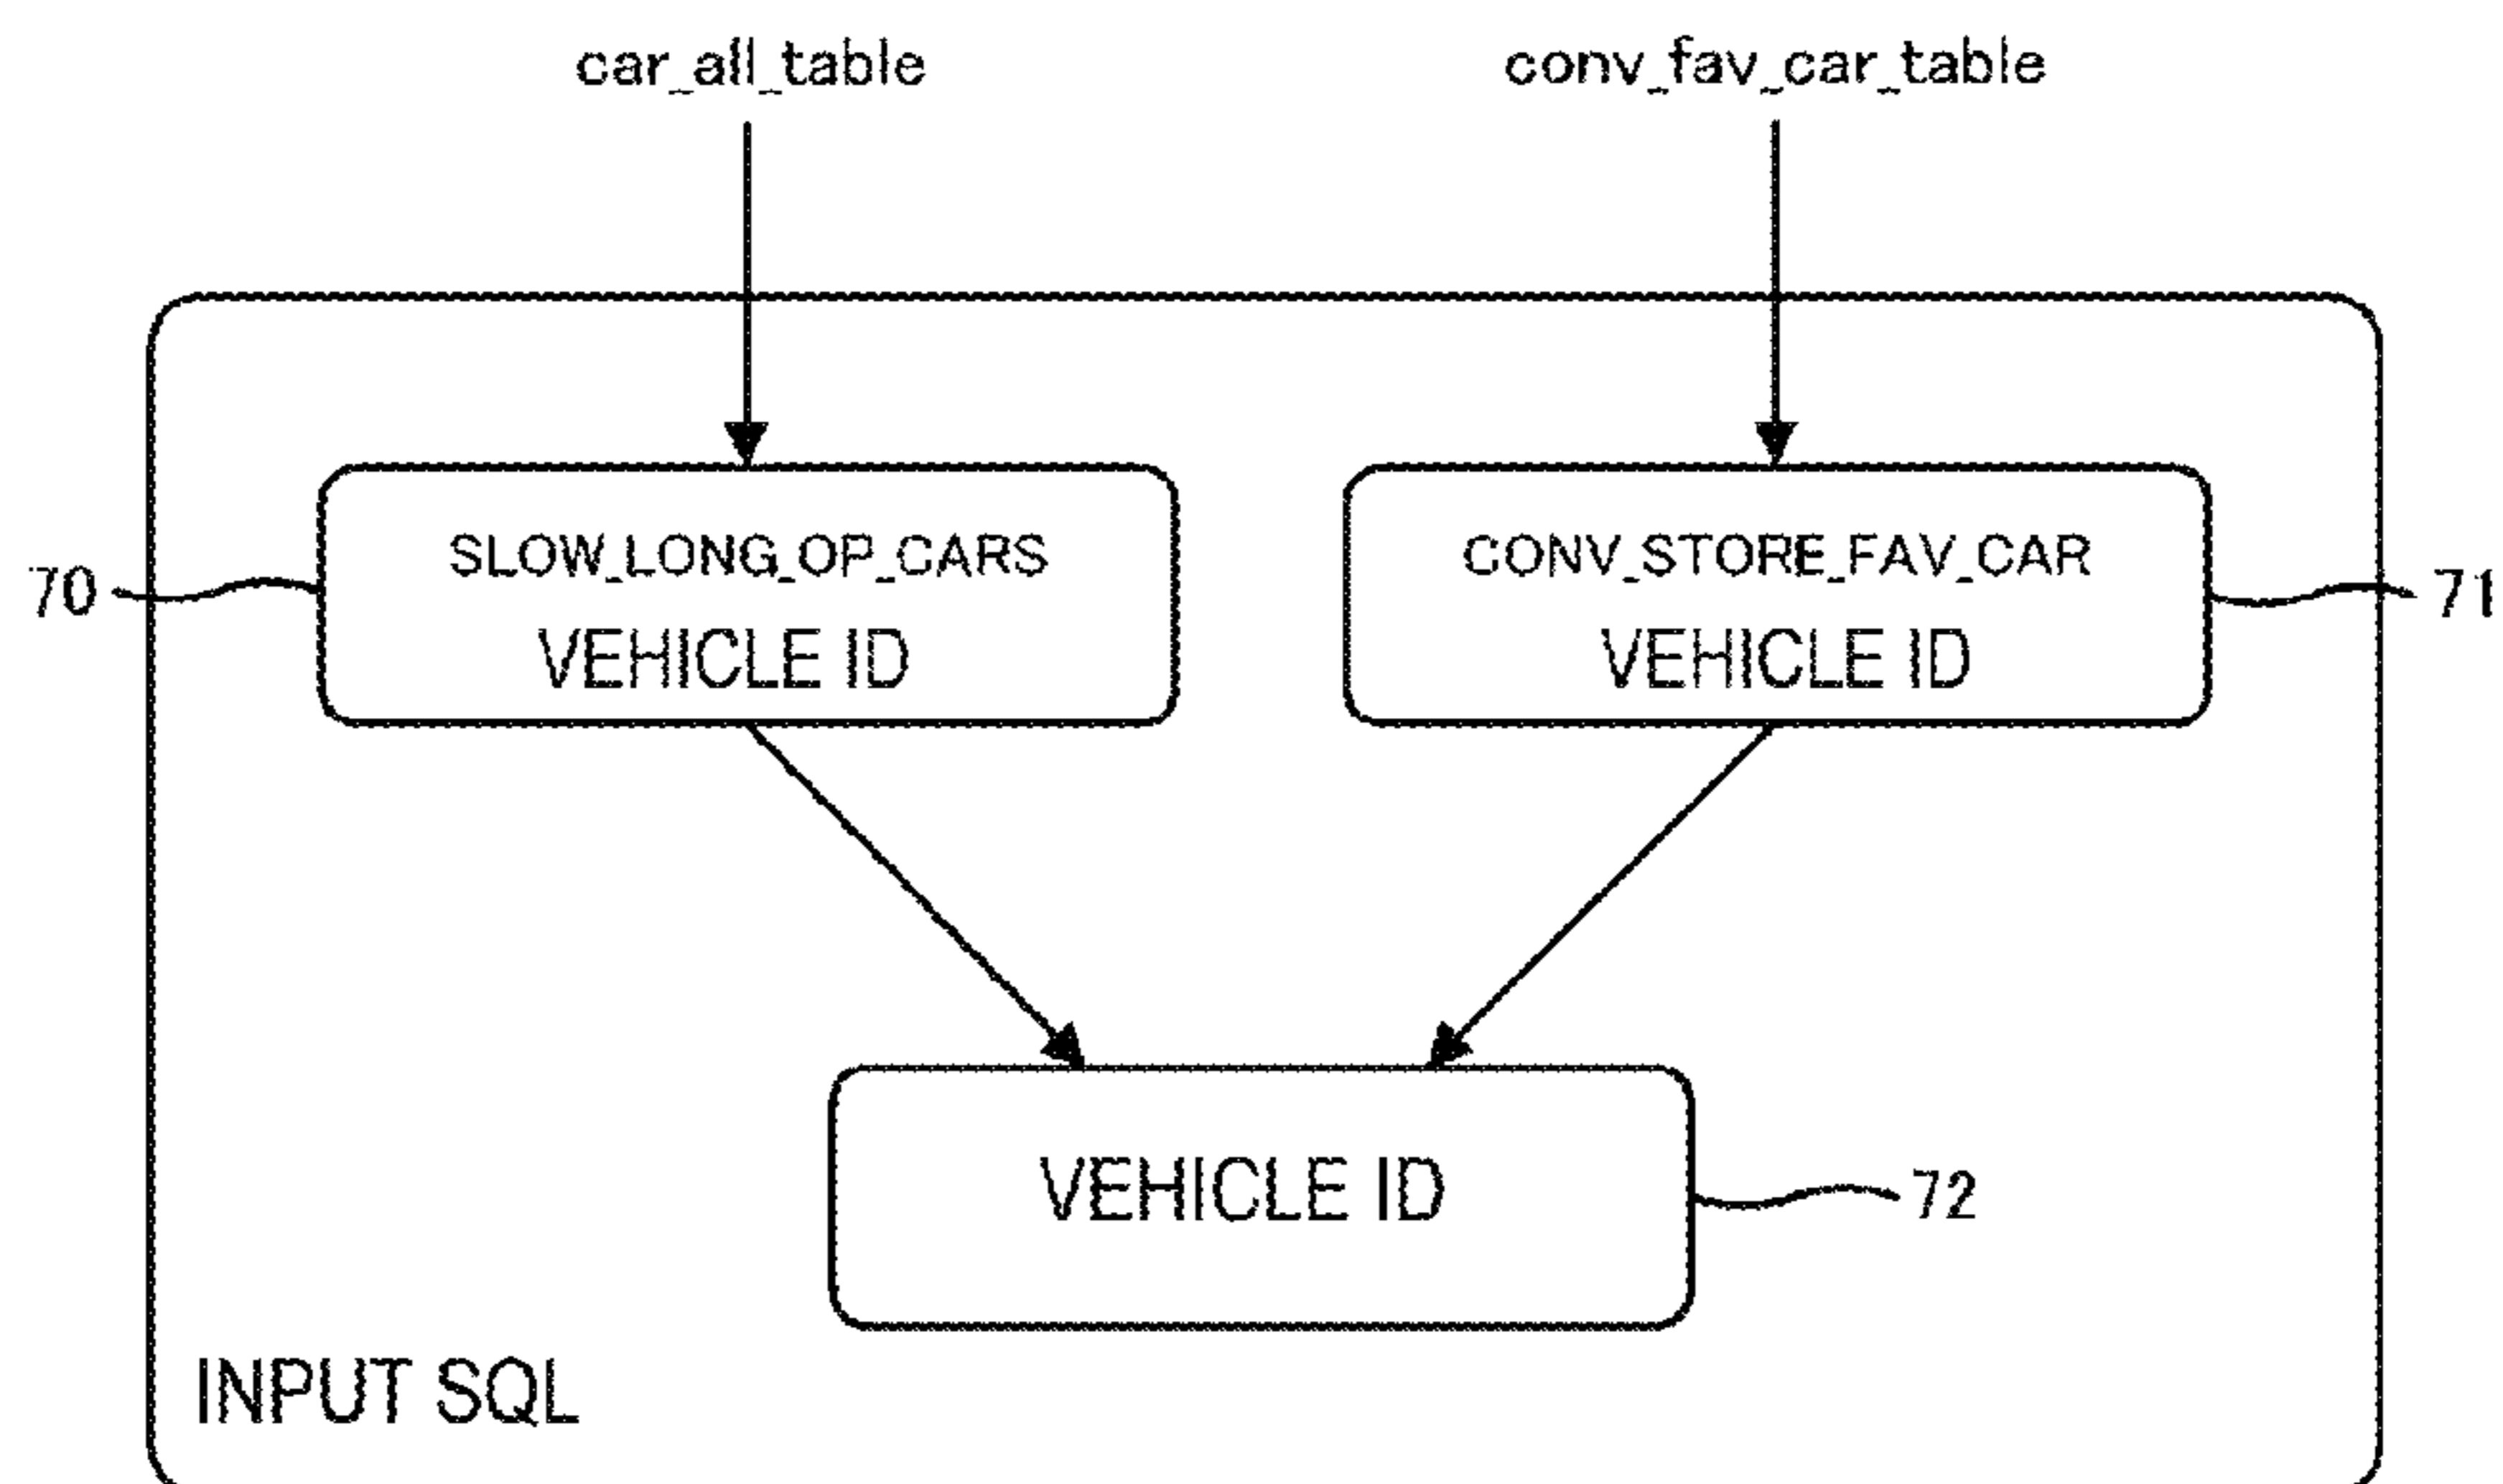 car_all_table
conv_fav_car_table
SLOW_LONG_OP_CARS
VEHICLE ID
CONV_STORE_FAV_CAR
VEHICLE ID
70
71
VEHICLE ID
72
INPUT SQL